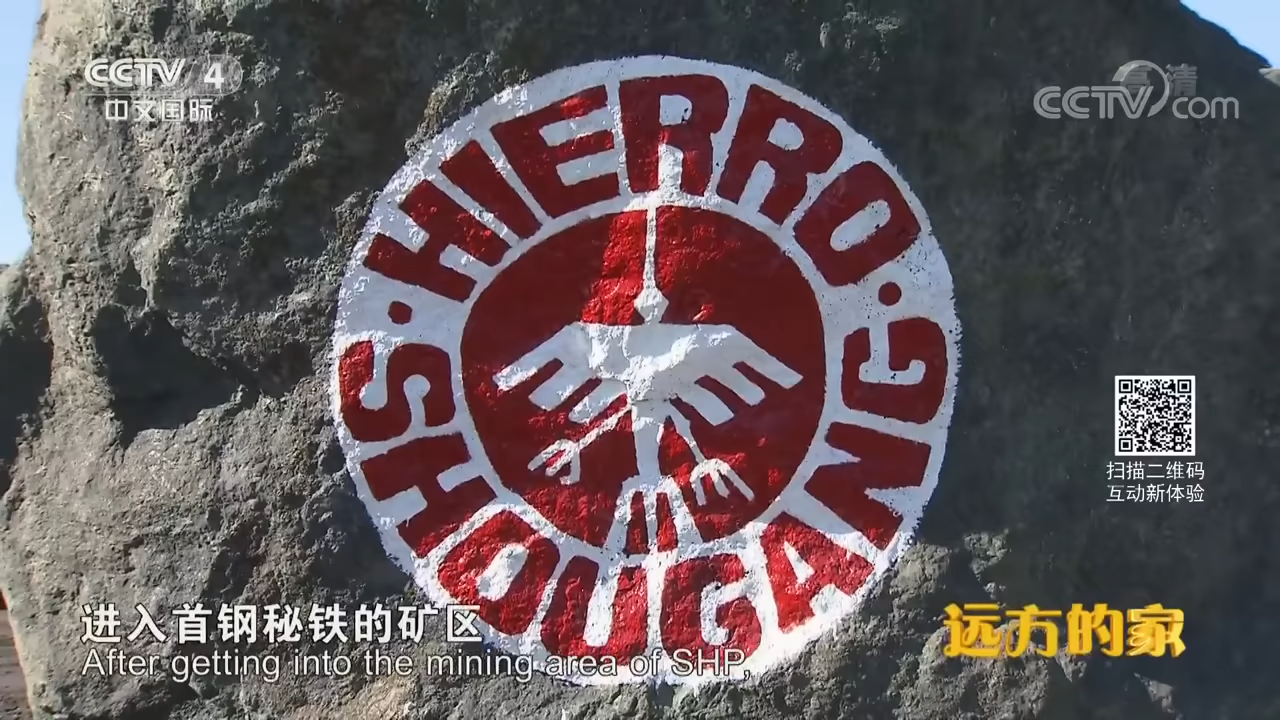 CCTV 4
中文国际
高清
CCTV.com
HIERRO
SHOUGANG
扫描二维码
互动新体验
进入首钢秘铁的矿区
After getting into the mining area of SHP,
远方的家